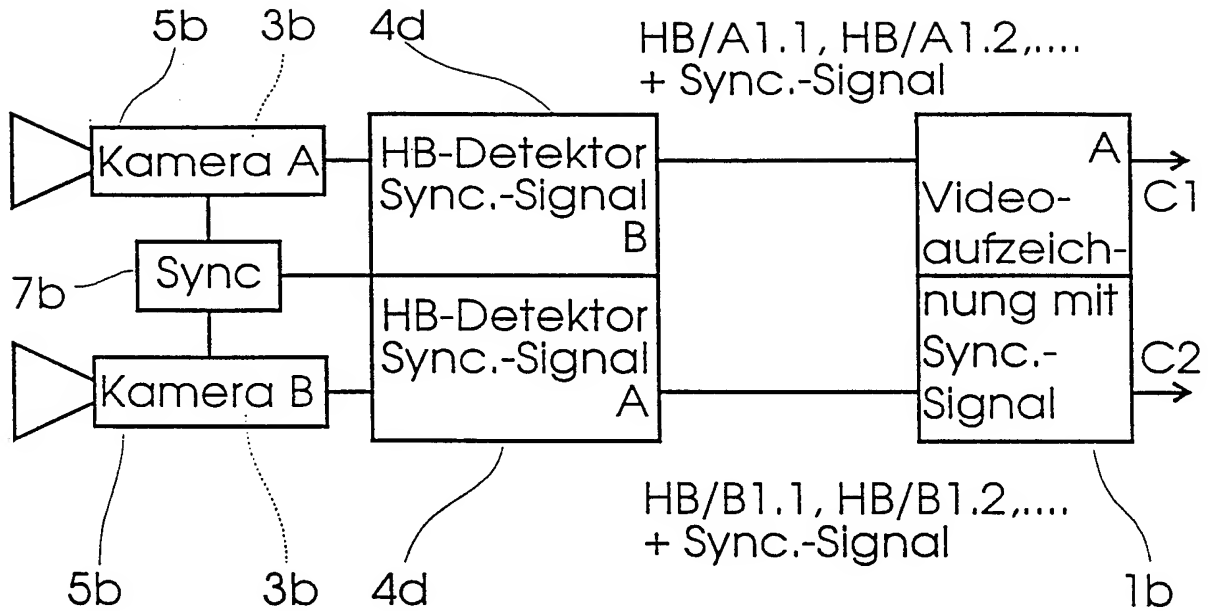 5b
3b
4d
HB/A1.1, HB/A1.2,....
+ Sync.-Signal
Kamera A
HB-Detektor
Sync.-Signal
B
A
Video-
aufzeich-
nung mit
Sync.-
Signal
C1
Sync
7b
HB-Detektor
Sync.-Signal
A
Kamera B
C2
HB/B1.1, HB/B1.2,....
+ Sync.-Signal
5b
3b
4d
1b